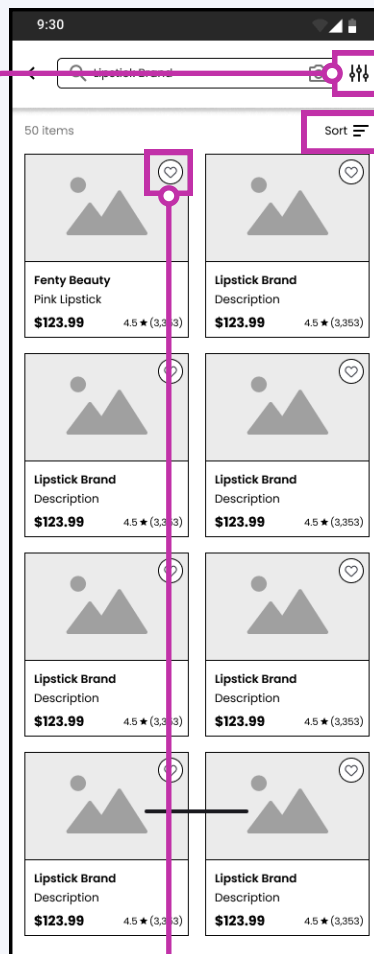 9:30
Lipstick Brand
50 items
Sort
Fenty Beauty
Pink Lipstick
$123.99 4.5★(3,353)
Lipstick Brand
Description
$123.99 4.5★(3,353)
Lipstick Brand
Description
$123.99 4.5★(3,353)
Lipstick Brand
Description
$123.99 4.5★(3,353)
Lipstick Brand
Description
$123.99 4.5★(3,353)
Lipstick Brand
Description
$123.99 4.5★(3,353)
Lipstick Brand
Description
$123.99 4.5★(3,353)
Lipstick Brand
Description
$123.99 4.5★(3,353)